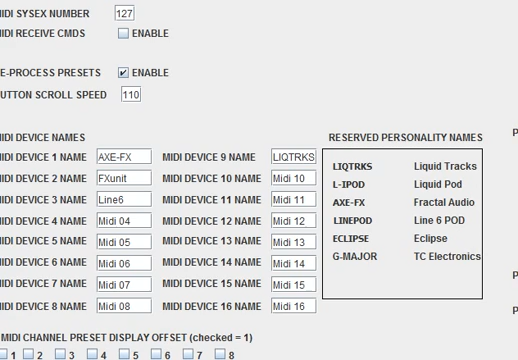 IDI SYSEX NUMBER 127
IDI RECEIVE CMDS ENABLE
E-PROCESS PRESETS ENABLE
UTTON SCROLL SPEED 110
IDI DEVICE NAMES
RESERVED PERSONALITY NAMES
IDI DEVICE 1 NAME AXE-FX MIDI DEVICE 9 NAME LIQTRKS
IDI DEVICE 2 NAME FXunit MIDI DEVICE 10 NAME Midi 10
IDI DEVICE 3 NAME Line6 MIDI DEVICE 11 NAME Midi 11
IDI DEVICE 4 NAME Midi 04 MIDI DEVICE 12 NAME Midi 12
IDI DEVICE 5 NAME Midi 05 MIDI DEVICE 13 NAME Midi 13
IDI DEVICE 6 NAME Midi 06 MIDI DEVICE 14 NAME Midi 14
IDI DEVICE 7 NAME Midi 07 MIDI DEVICE 15 NAME Midi 15
IDI DEVICE 8 NAME Midi 08 MIDI DEVICE 16 NAME Midi 16
LIQTRKS Liquid Tracks
L-IPOD Liquid Pod
AXE-FX Fractal Audio
LINEPOD Line 6 POD
ECLIPSE Eclipse
G-MAJOR TC Electronics
MIDI CHANNEL PRESET DISPLAY OFFSET (checked = 1)
1 2 3 4 5 6 7 8